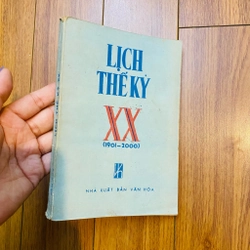 LỊCH
THẾ KỶ
XX
(1901-2000)
NHÀ XUẤT BẢN VĂN HÓA